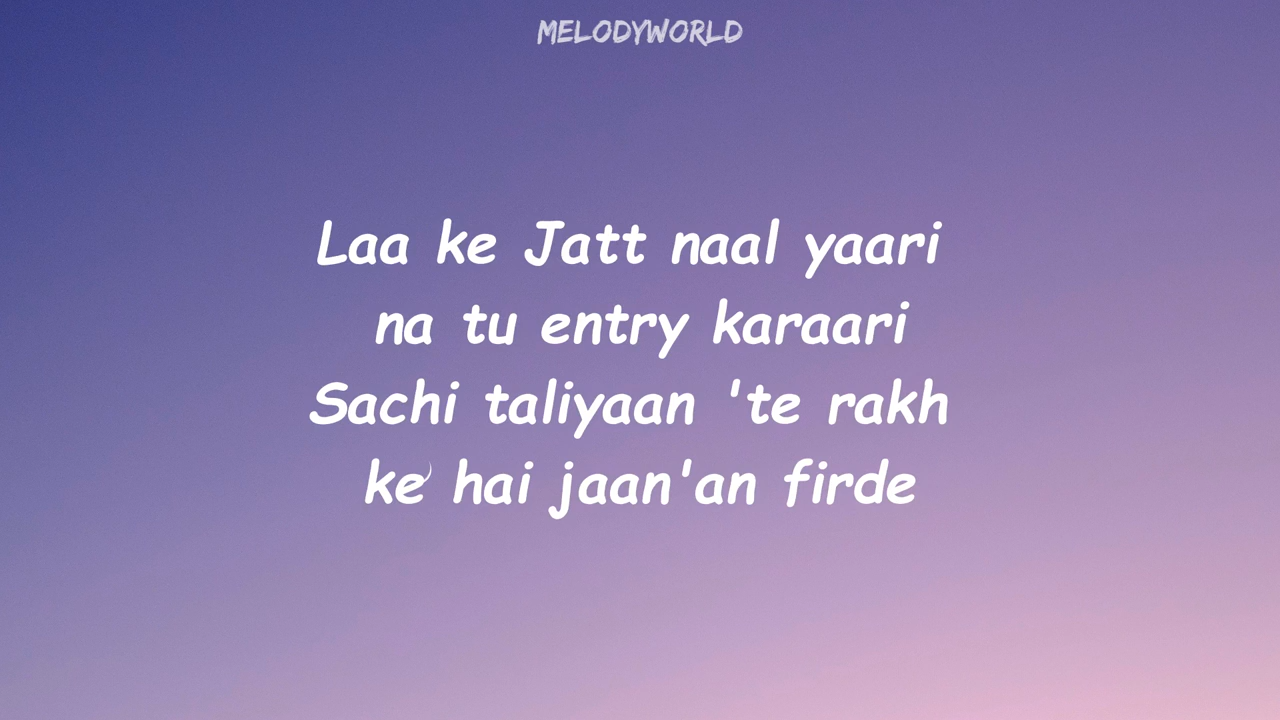 MELODYWORLD
Laa ke Jatt naal yaari
na tu entry karaari
Sachi taliyaan 'te rakh
ke hai jaan'an firde